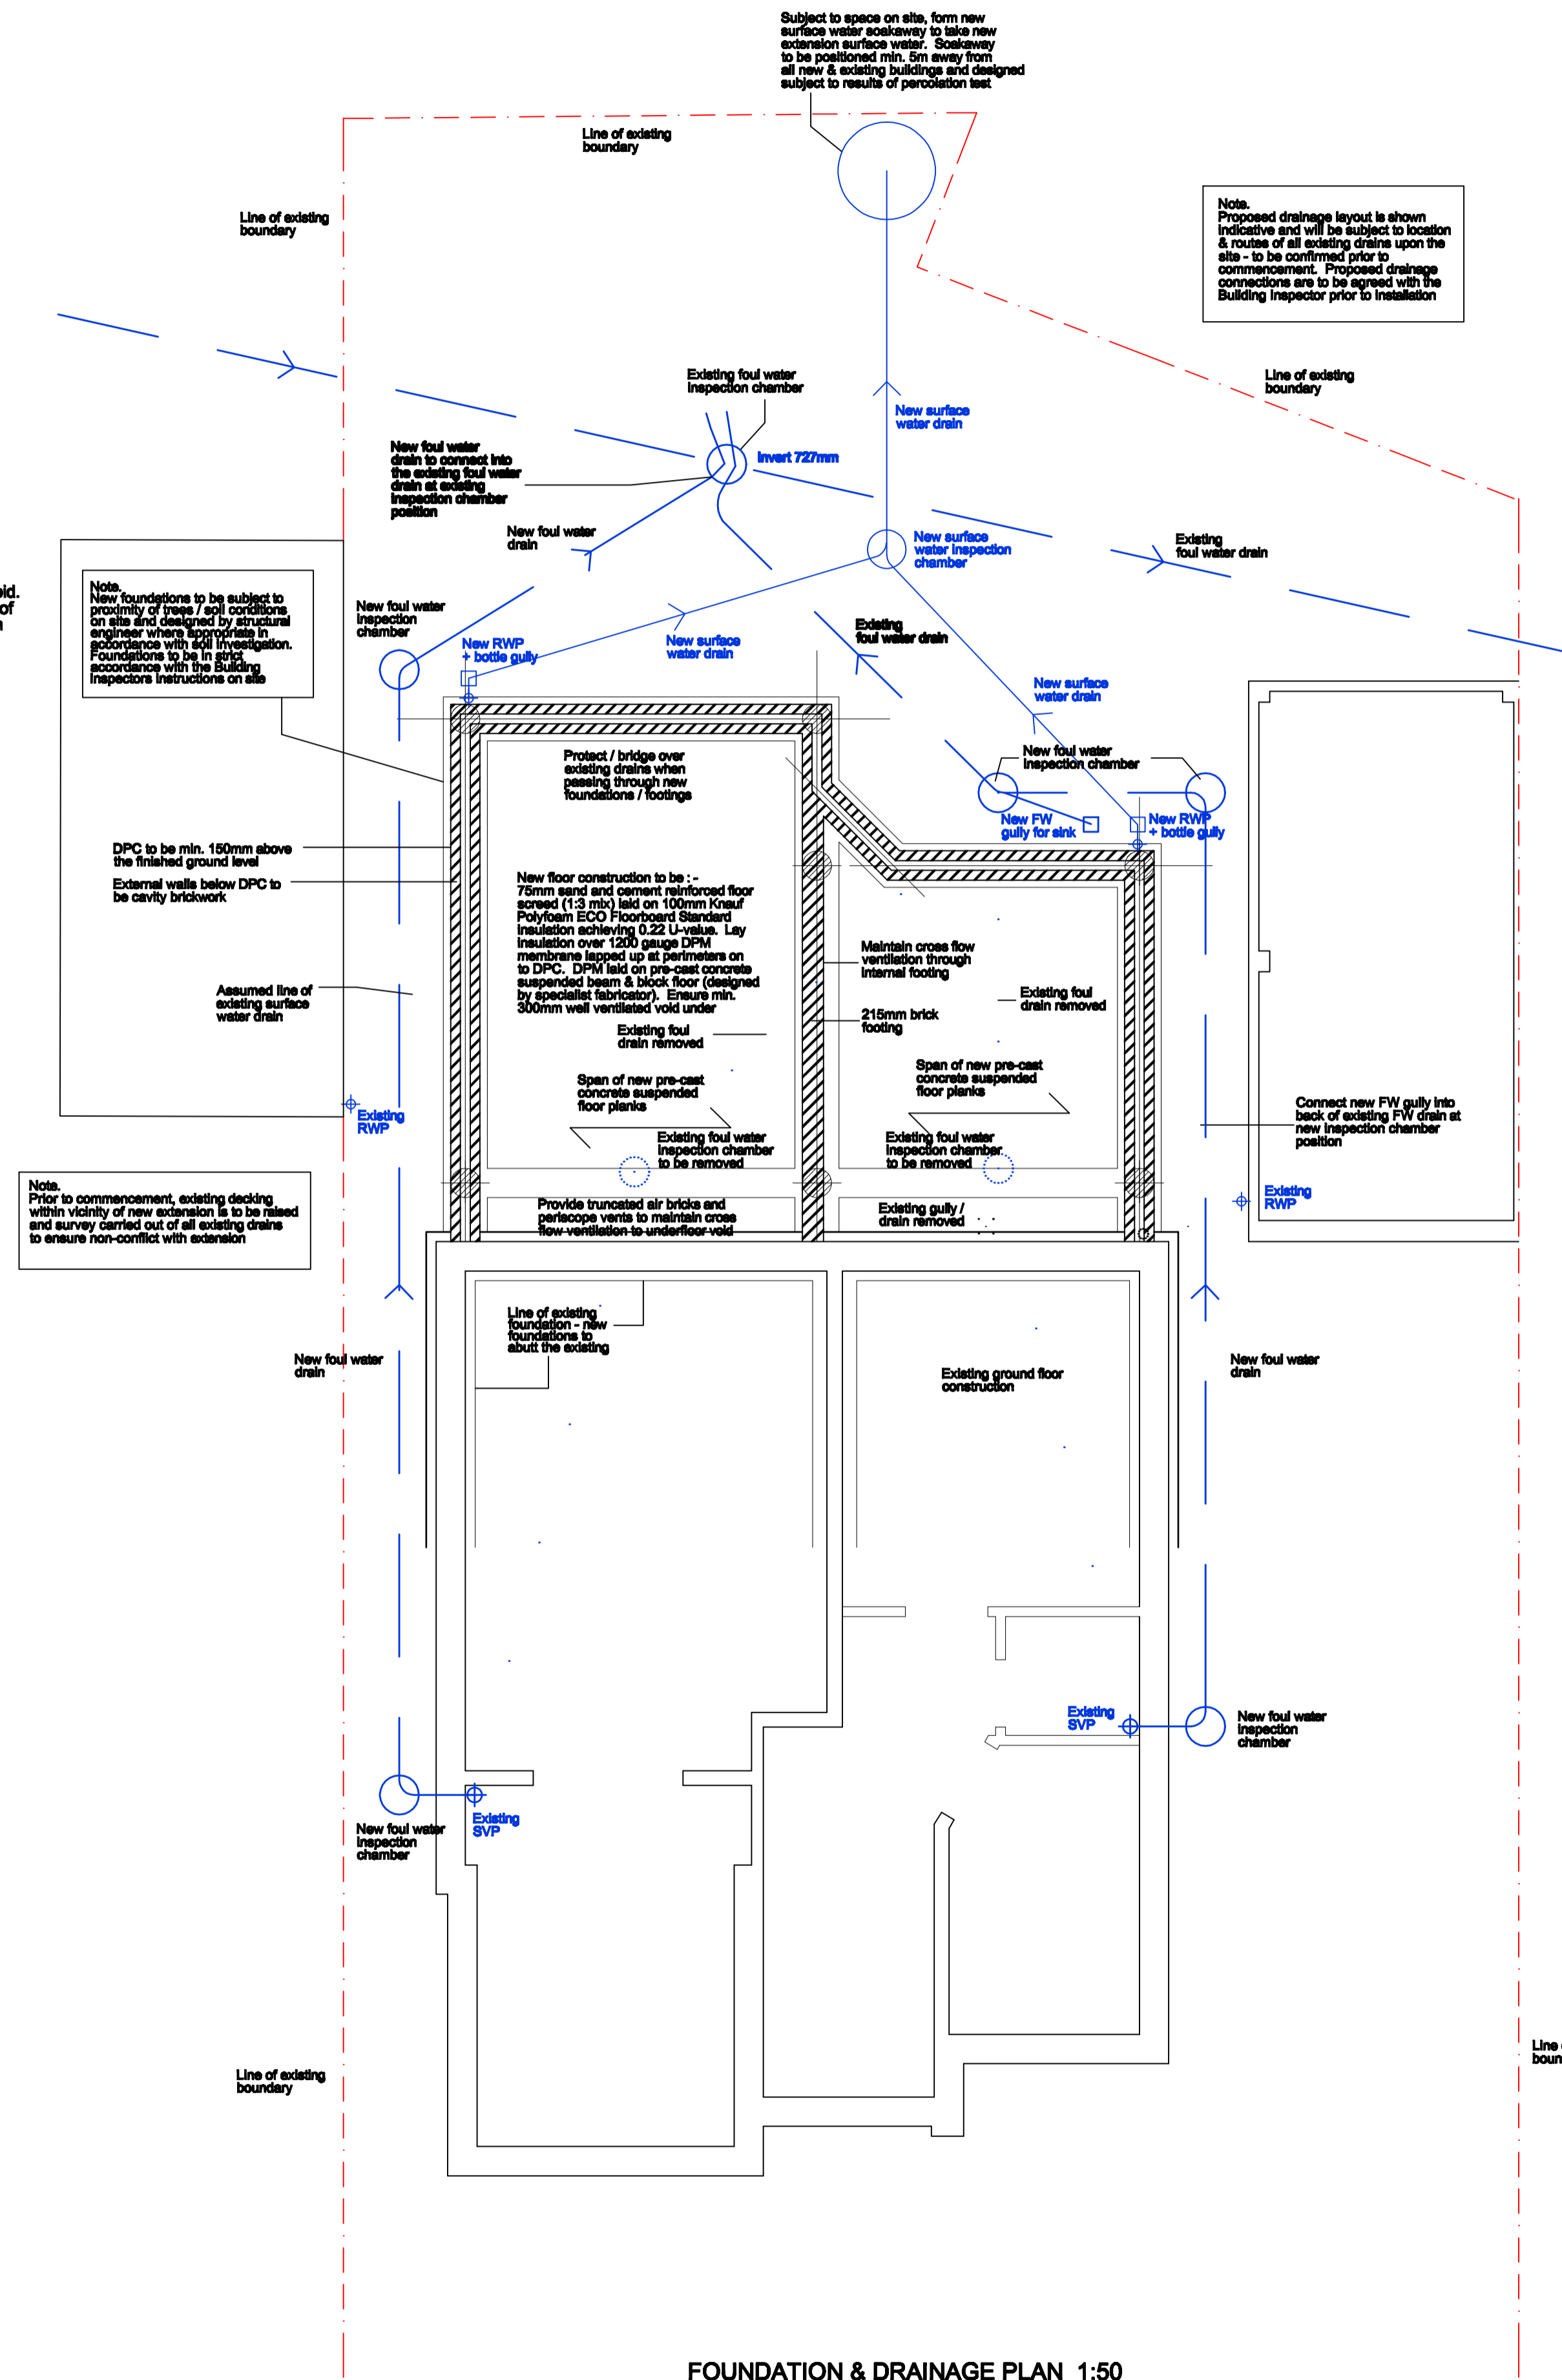 Subject to space on site, form new
surface water soakaway to take new
extension surface water. Soakaway
to be positioned min. 5m away from
all new & existing buildings and designed
subject to results of percolation test
Line of existing
boundary
Line of existing
boundary
Note.
Proposed drainage layout is shown
indicative and will be subject to location
& routes of all existing drains upon the
site - to be confirmed prior to
commencement. Proposed drainage
connections are to be agreed with the
Building Inspector prior to installation
Line of existing
boundary
Existing foul water
inspection chamber
New surface
water drain
New foul water
drain to connect into
the existing foul water
drain at existing
inspection chamber
position
Invert 727mm
New foul water
drain
New surface
water inspection
chamber
Existing
foul water drain
of
Note.
New foundations to be subject to
proximity of trees / soil conditions
on site and designed by structural
engineer where appropriate in
accordance with soil investigation.
Foundations to be in strict
accordance with the Building
Inspectors instructions on site
New foul water
inspection
chamber
New RWP
+ bottle gully
New surface
water drain
Existing
foul water drain
New surface
water drain
Protect / bridge over
existing drains when
passing through new
foundations / footings
New foul water
inspection chamber
New FW
gully for sink
New RWP
+ bottle gully
DPC to be min. 150mm above
the finished ground level
External walls below DPC to
be cavity brickwork
New floor construction to be : -
75mm sand and cement reinforced floor
screed (1:3 mix) laid on 100mm Knauf
Polyfoam ECO Floorboard Standard
insulation achieving 0.22 U-value. Lay
insulation over 1200 gauge DPM
membrane lapped up at perimeters on
to DPC. DPM laid on pre-cast concrete
suspended beam & block floor (designed
by specialist fabricator). Ensure min.
300mm well ventilated void under
Maintain cross flow
ventilation through
internal footing
Assumed line of
existing surface
water drain
Existing foul
drain removed
215mm brick
footing
Existing foul
drain removed
Span of new pre-cast
concrete suspended
floor planks
Span of new pre-cast
concrete suspended
floor planks
Existing
RWP
Connect new FW gully into
back of existing FW drain at
new inspection chamber
position
Existing foul water
inspection chamber
to be removed
Existing foul water
inspection chamber
to be removed
Note.
Prior to commencement, existing decking
within vicinity of new extension is to be raised
and survey carried out of all existing drains
to ensure non-conflict with extension
Provide truncated air bricks and
periscope vents to maintain cross
flow ventilation to underfloor void
Existing gully /
drain removed
Existing
RWP
Line of existing
foundation - new
foundations to
abutt the existing
New foul water
drain
Existing ground floor
construction
New foul water
drain
Existing
SVP
New foul water
inspection
chamber
Existing
SVP
New foul water
inspection
chamber
Line of existing
boundary
Line
FOUNDATION & DRAINAGE PLAN 1:50